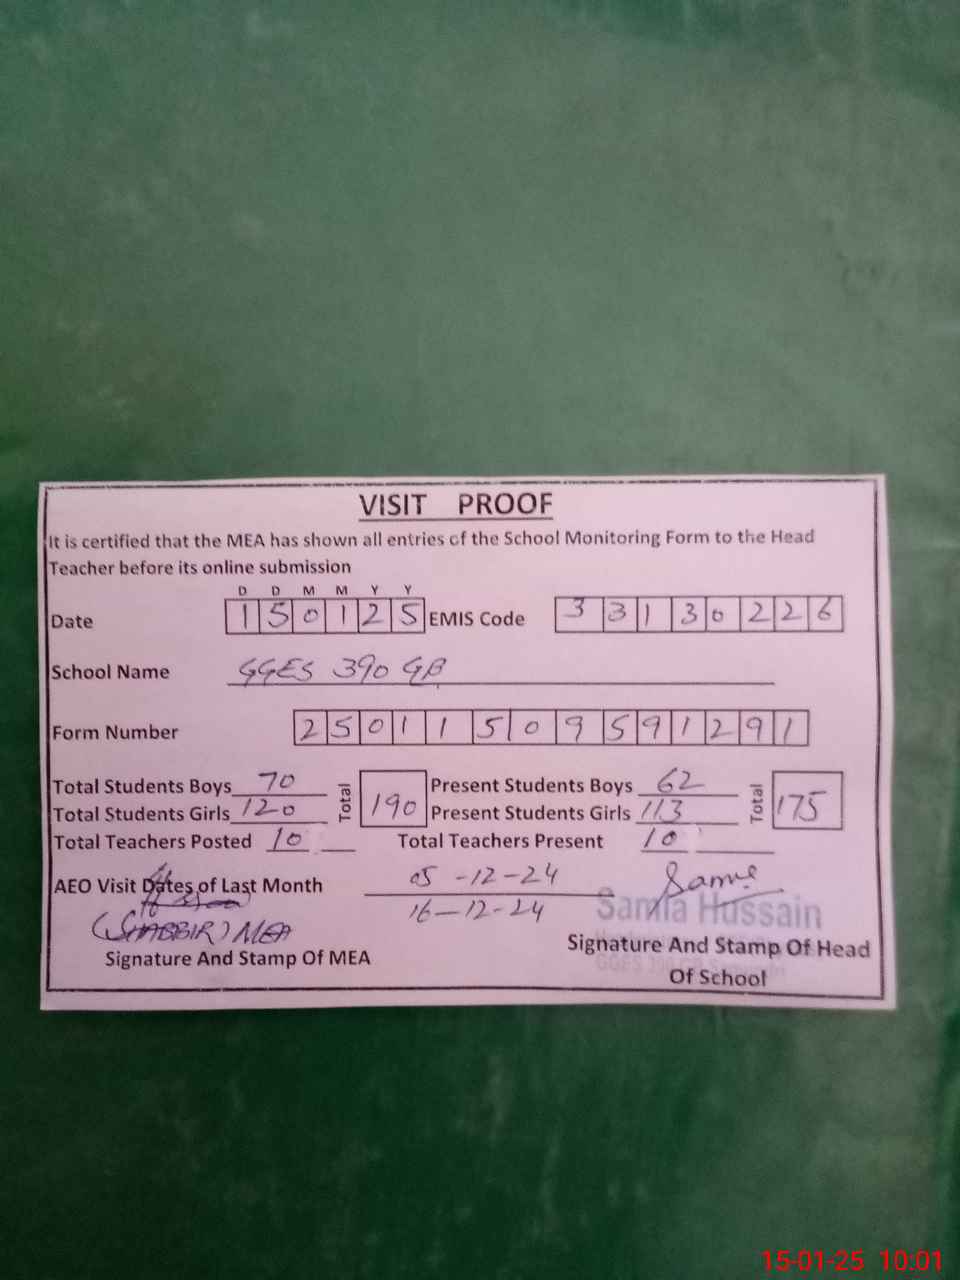 VISIT PROOF
It is certified that the MEA has shown all entries of the School Monitoring Form to the Head
Teacher before its online submission
D D M M Y Y
Date 1 5 0 1 2 5 EMIS Code 3 3 1 3 0 2 2 6
School Name GGES 390 GB
Form Number 2 5 0 1 1 5 0 9 5 9 1 2 9 1
Total Students Boys 70 Total 190 Present Students Boys 62 Total 175
Total Students Girls 120 Present Students Girls 113
Total Teachers Posted 10 Total Teachers Present 10
AEO Visit Dates of Last Month 05-12-24
16-12-24
Samia Hussain
(SHABBIR) MEA
Signature And Stamp Of MEA
Signature And Stamp Of Head
Of School
15-01-25 10:01